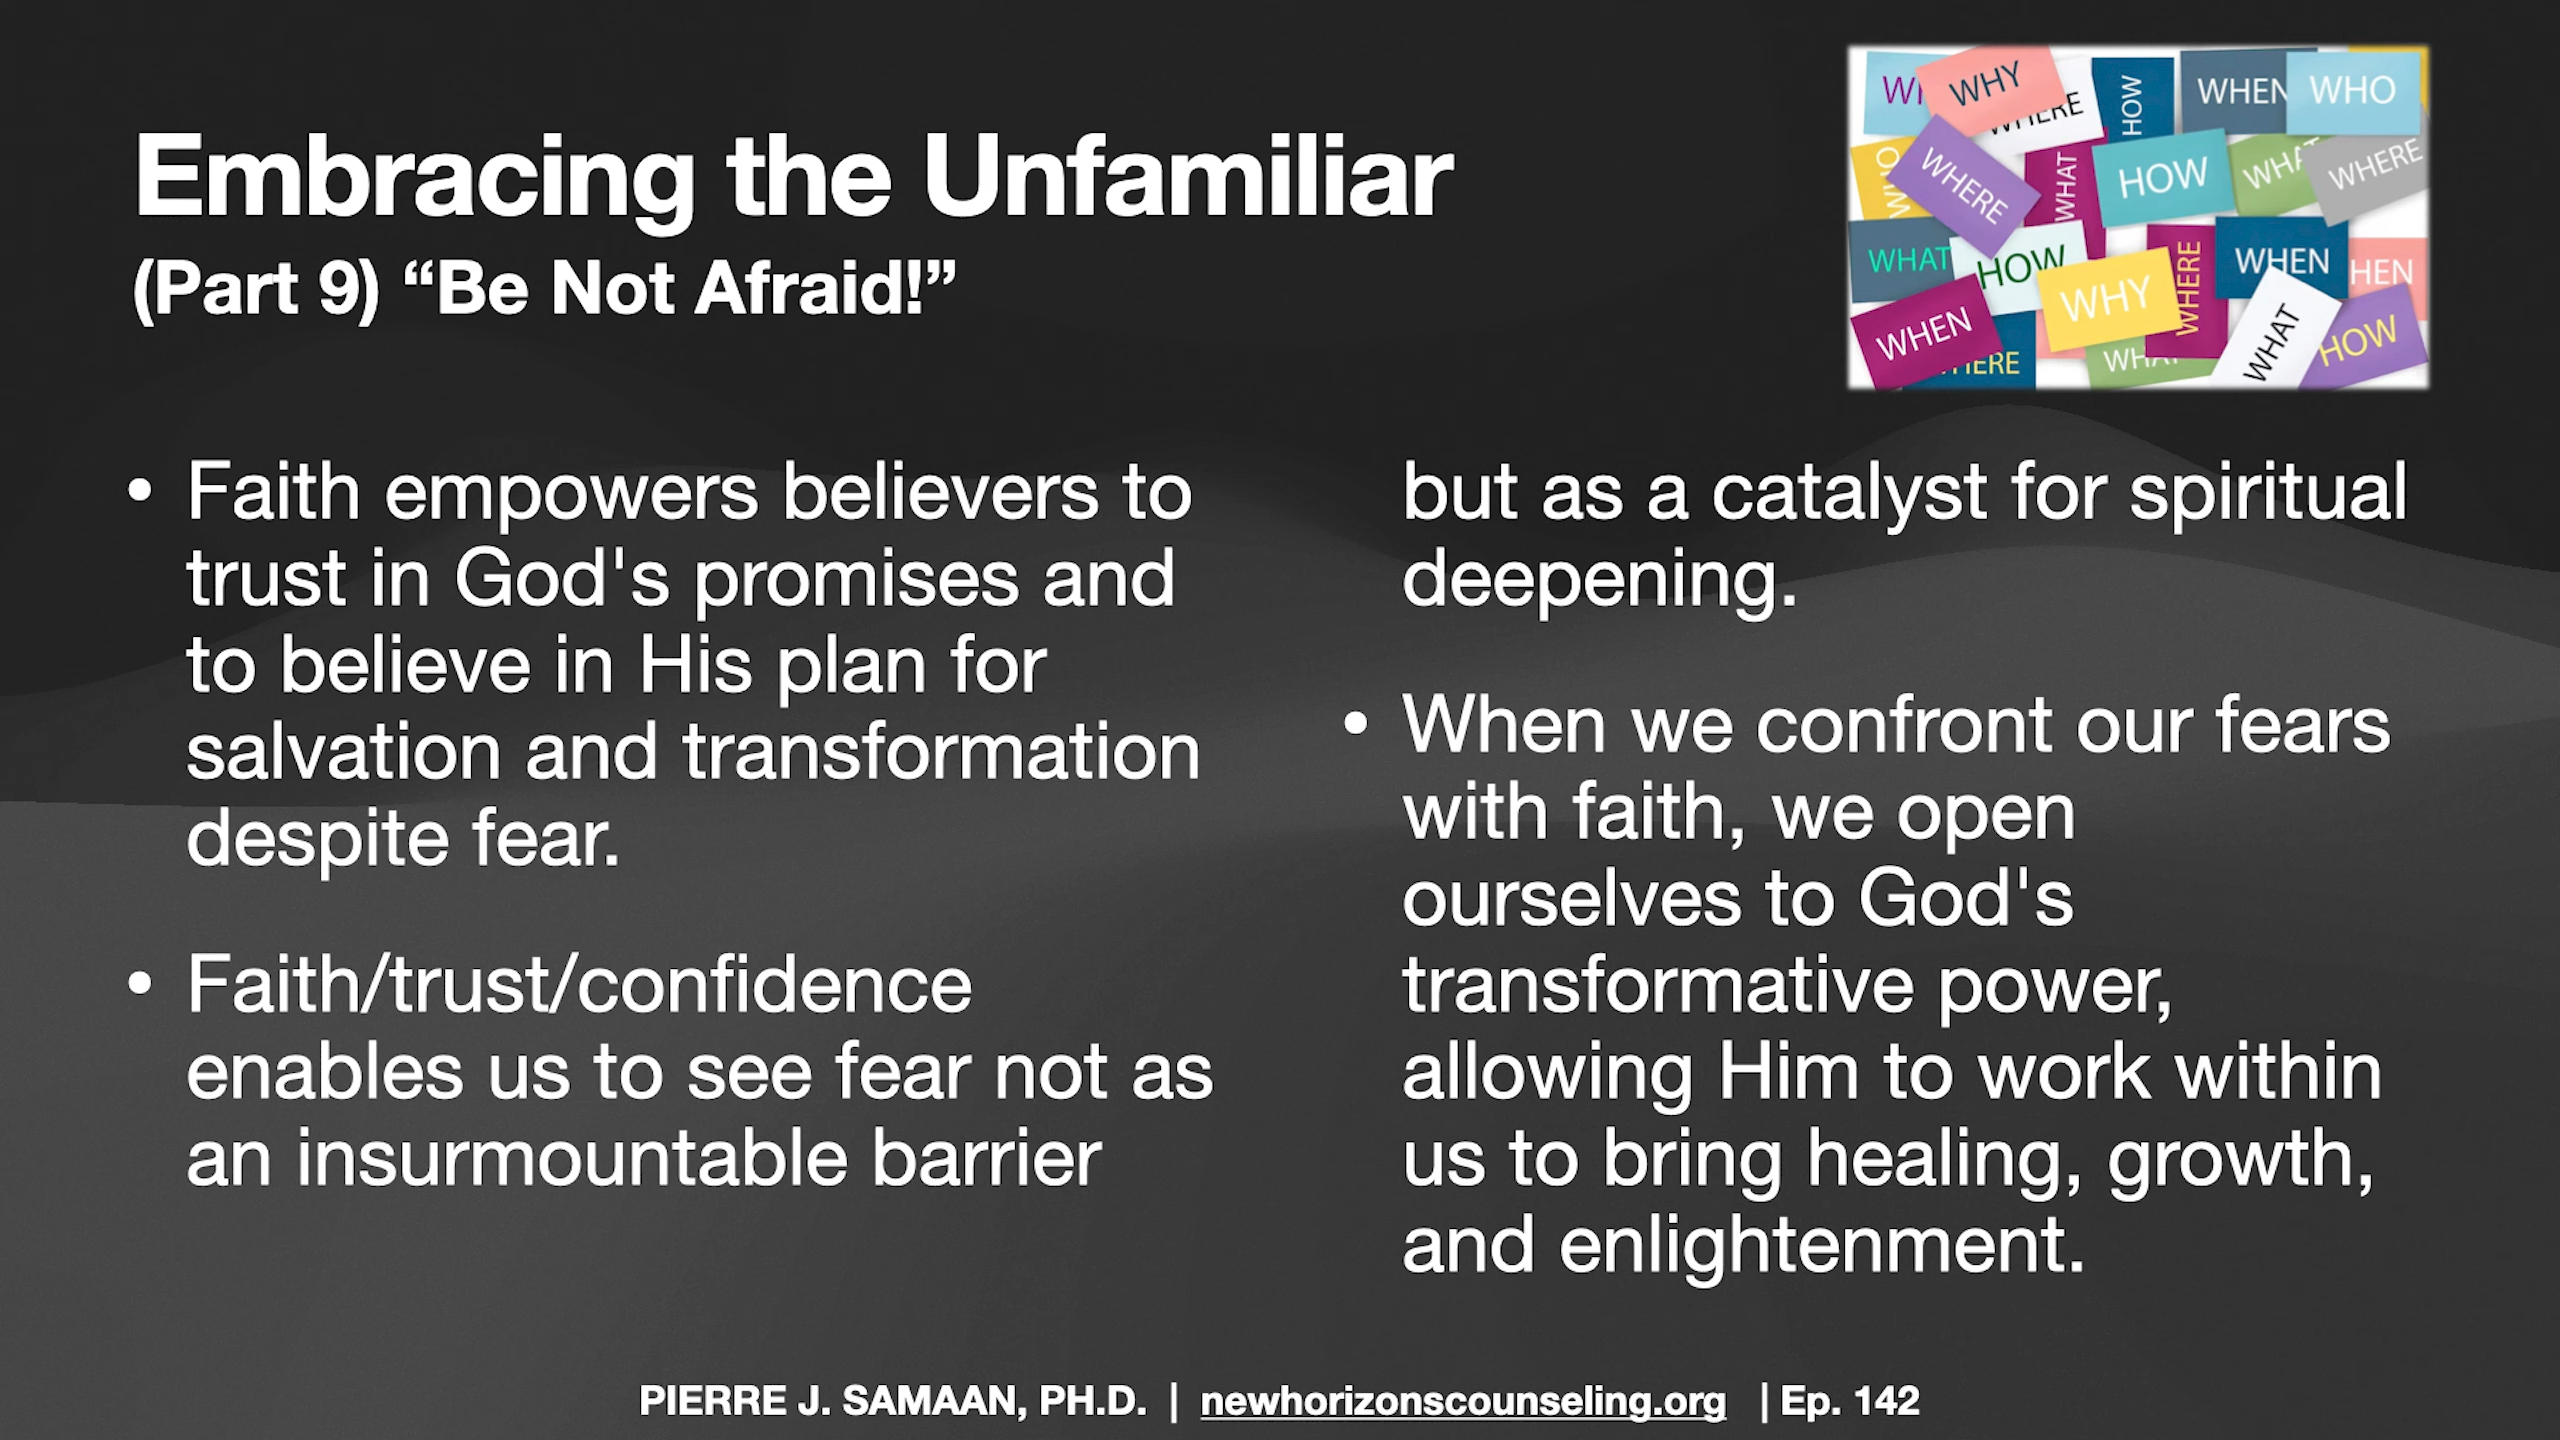 Embracing the Unfamiliar
(Part 9) “Be Not Afraid!”
WHY
WHERE
HOW
WHEN
WHO
WHO
WHERE
WHAT
HOW
WHAT
WHERE
WHAT
HOW
WHY
WHERE
WHEN
HEN
WHEN
HERE
WHAT
WHAT
HOW
• Faith empowers believers to
trust in God's promises and
to believe in His plan for
salvation and transformation
despite fear.
• Faith/trust/confidence
enables us to see fear not as
an insurmountable barrier
but as a catalyst for spiritual
deepening.
• When we confront our fears
with faith, we open
ourselves to God's
transformative power,
allowing Him to work within
us to bring healing, growth,
and enlightenment.
PIERRE J. SAMAAN, PH.D. | newhorizonscounseling.org | Ep. 142